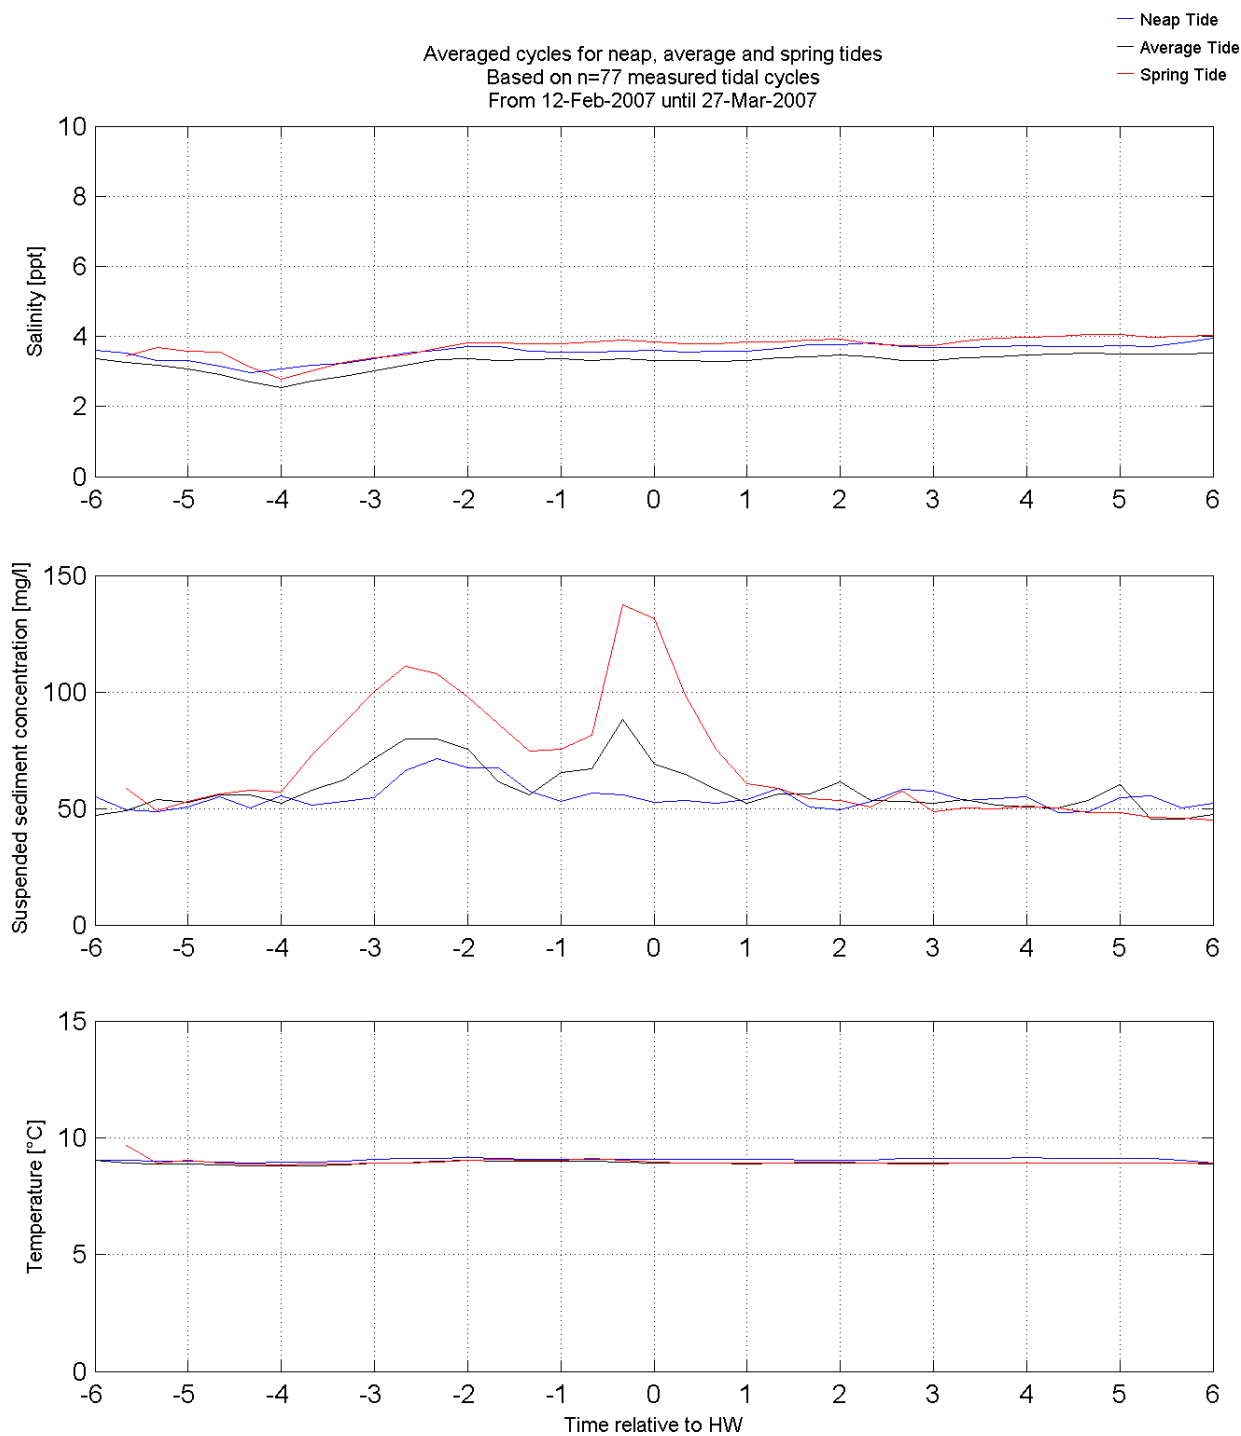 Neap Tide
Average Tide
Spring Tide
Averaged cycles for neap, average and spring tides
Based on n=77 measured tidal cycles
From 12-Feb-2007 until 27-Mar-2007
Salinity [ppt]
10
8
6
4
2
0
-6 -5 -4 -3 -2 -1 0 1 2 3 4 5 6
Suspended sediment concentration [mg/l]
150
100
50
0
-6 -5 -4 -3 -2 -1 0 1 2 3 4 5 6
Temperature [°C]
15
10
5
0
-6 -5 -4 -3 -2 -1 0 1 2 3 4 5 6
Time relative to HW